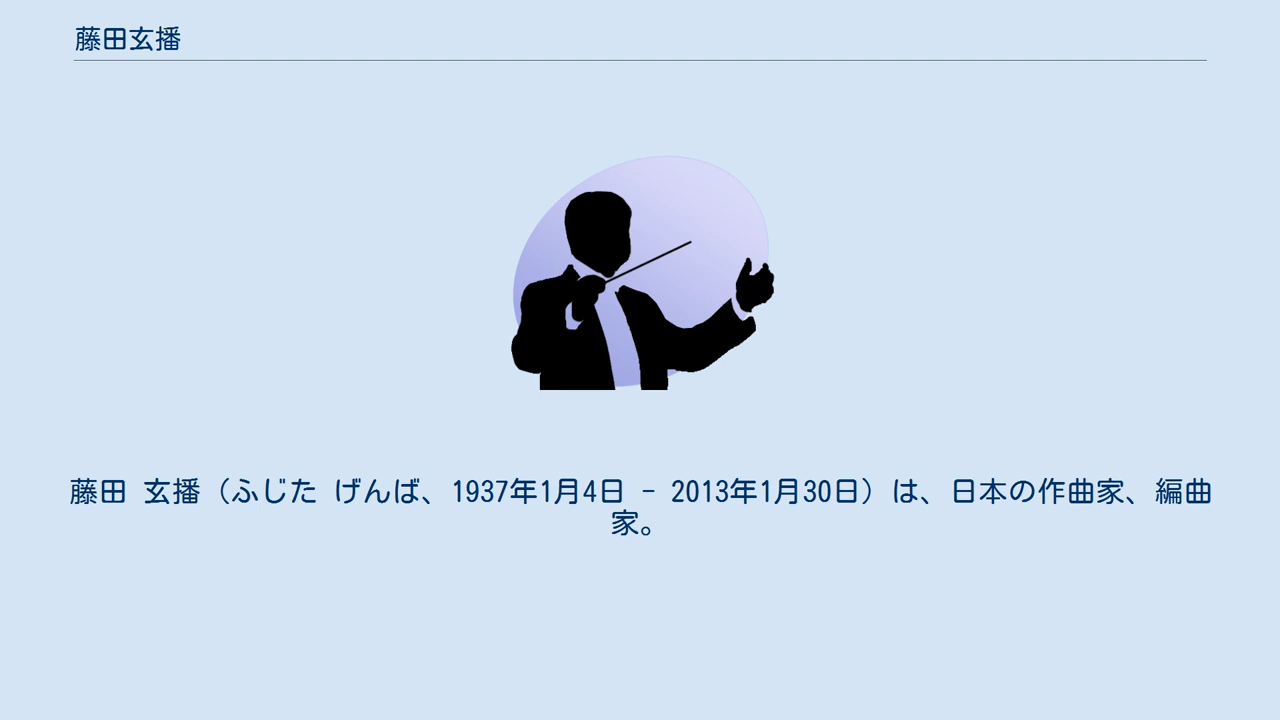 藤田玄播
藤田 玄播（ふじた げんば、1937年1月4日 - 2013年1月30日）は、日本の作曲家、編曲
家。